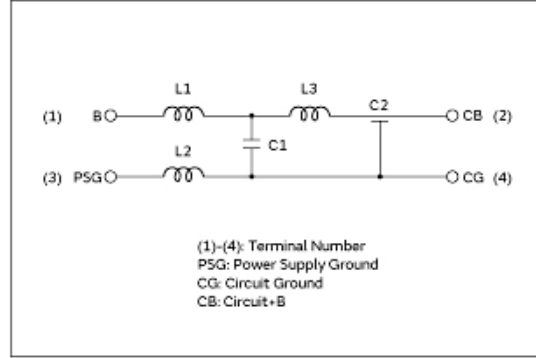 L1
L3
(1) B
C2
CB (2)
C1
L2
(3) PSG
CG (4)
(1)-(4): Terminal Number
PSG: Power Supply Ground
CG: Circuit Ground
CB: Circuit+B